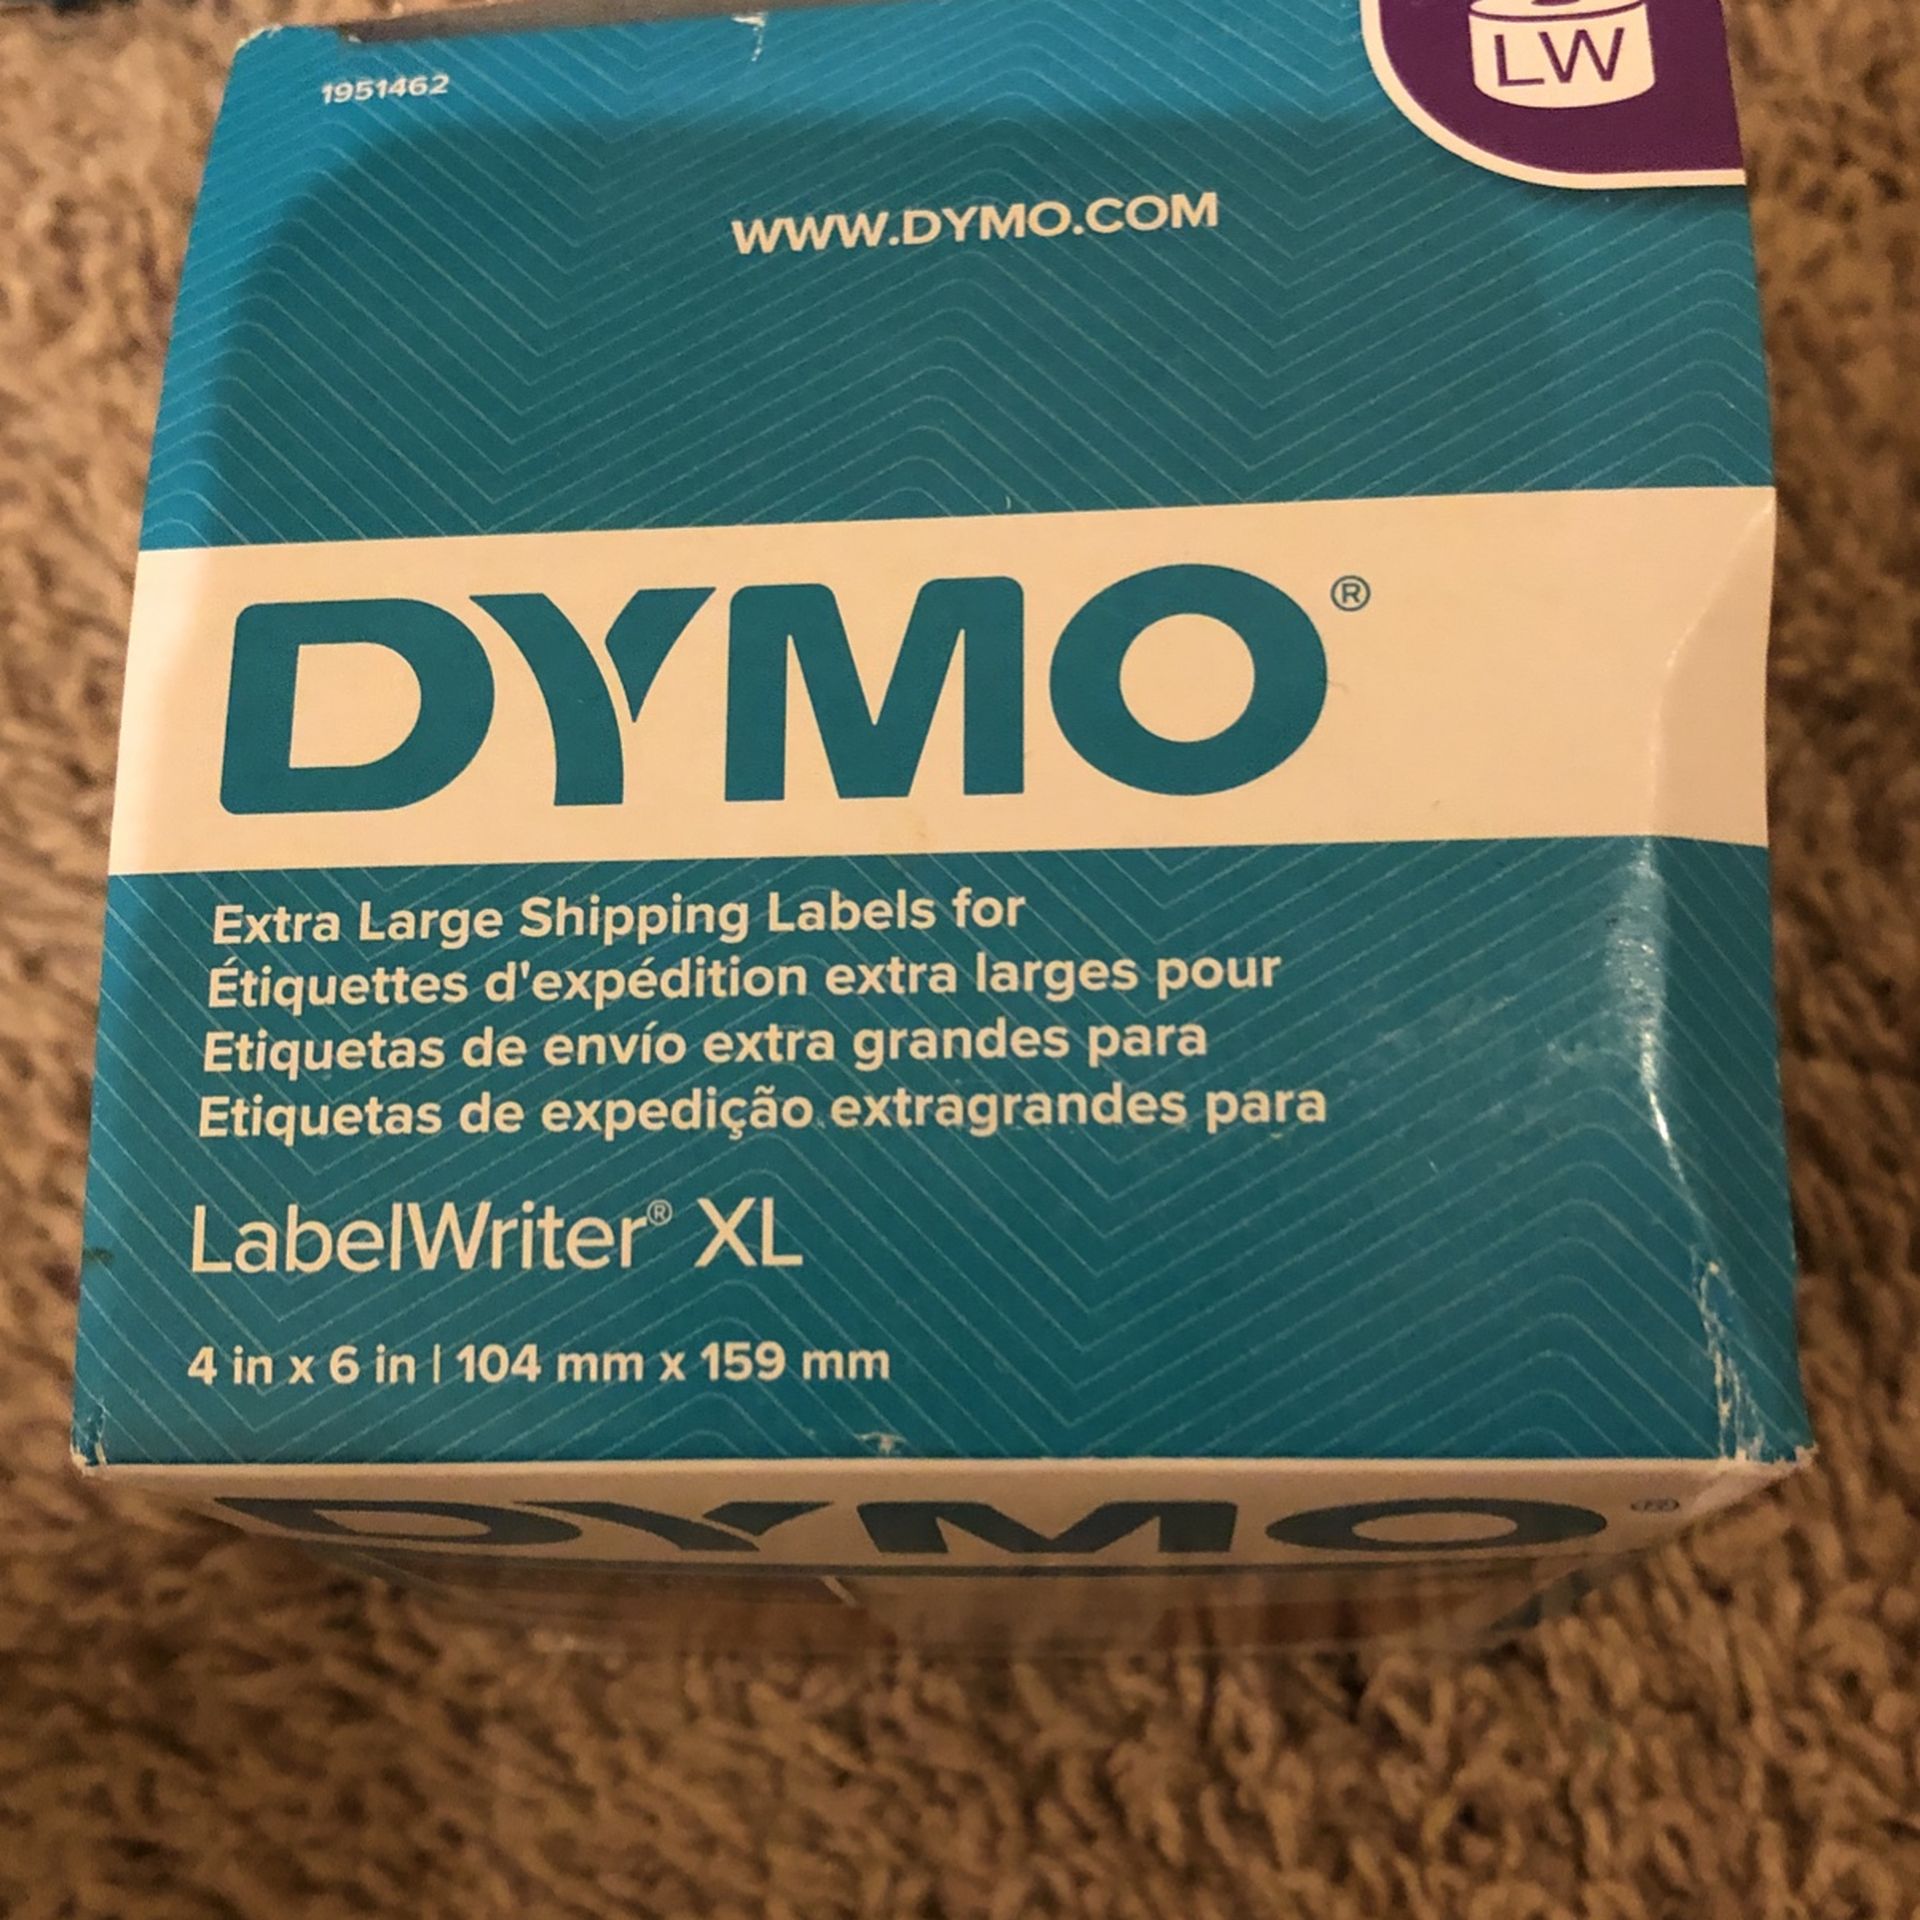 1951462
LW
WWW.DYMO.COM
DYMO®
Extra Large Shipping Labels for
Étiquettes d'expédition extra larges pour
Etiquetas de envío extra grandes para
Etiquetas de expedição extragrandes para
LabelWriter® XL
4 in x 6 in | 104 mm x 159 mm
DYMO®